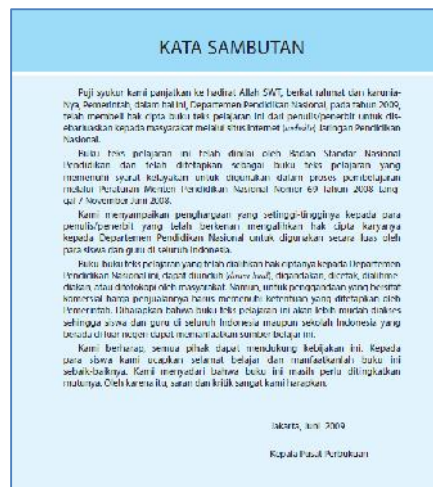 KATA SAMBUTAN
Puji syukur kami panjatkan ke hadirat Allah SWT, berkat rahmat dan karunia-
Nya, Pemerintah, dalam hal ini, Departemen Pendidikan Nasional, pada tahun 2009,
telah membeli hak cipta buku teks pelajaran ini dari penulis/penerbit untuk dis-
ebarluaskan kepada masyarakat melalui situs internet (website) Jaringan Pendidikan
Nasional.
Buku teks pelajaran ini telah dinilai oleh Badan Standar Nasional
Pendidikan dan telah ditetapkan sebagai buku teks pelajaran yang
memenuhi syarat kelayakan untuk digunakan dalam proses pembelajaran
melalui Peraturan Menteri Pendidikan Nasional Nomor 69 Tahun 2008 tang-
gal 7 November Juni 2008.
Kami menyampaikan penghargaan yang setinggi-tingginya kepada para
penulis/penerbit yang telah berkenan mengalihkan hak cipta karyanya
kepada Departemen Pendidikan Nasional untuk digunakan secara luas oleh
para siswa dan guru di seluruh Indonesia.
Buku-buku teks pelajaran yang telah dialihkan hak ciptanya kepada Departemen
Pendidikan Nasional ini, dapat diunduh (down load), digandakan, dicetak, dialihme-
diakan, atau difotokopi oleh masyarakat. Namun, untuk penggandaan yang bersifat
komersial harga penjualannya harus memenuhi ketentuan yang ditetapkan oleh
Pemerintah. Diharapkan bahwa buku teks pelajaran ini akan lebih mudah diakses
sehingga siswa dan guru di seluruh Indonesia maupun sekolah Indonesia yang
berada di luar negeri dapat memanfaatkan sumber belajar ini.
Kami berharap, semua pihak dapat mendukung kebijakan ini. Kepada
para siswa kami ucapkan selamat belajar dan manfaatkanlah buku ini
sebaik-baiknya. Kami menyadari bahwa buku ini masih perlu ditingkatkan
mutunya. Oleh karena itu, saran dan kritik sangat kami harapkan.
Jakarta, Juni 2009
Kepala Pusat Perbukuan